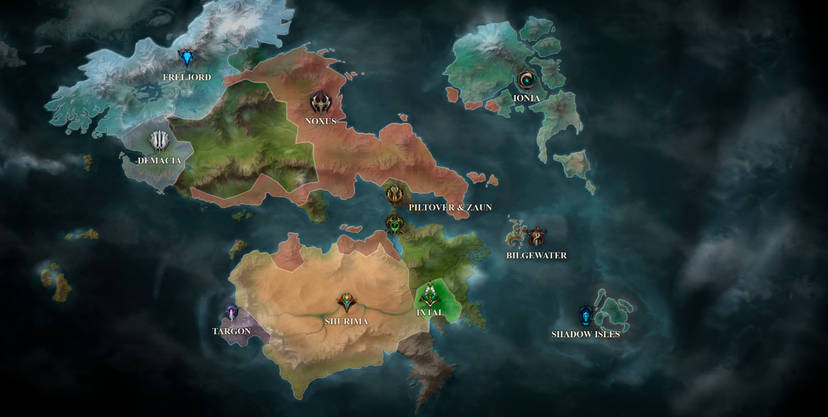 FRELJORD
NOXUS
IONIA
DEMACIA
PILTOVER & ZAUN
BILGEWATER
IXTAL
SHURIMA
TARGON
SHADOW ISLES